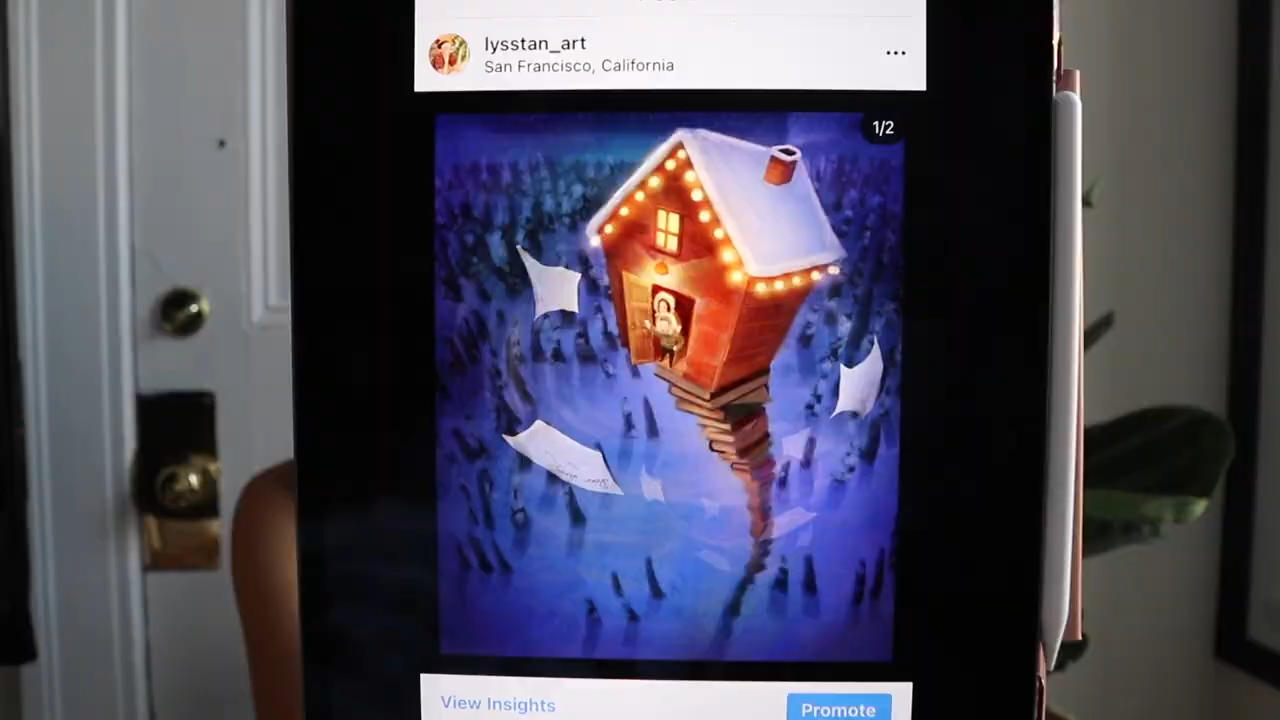 lysstan_art
San Francisco, California
1/2
View Insights
Promote